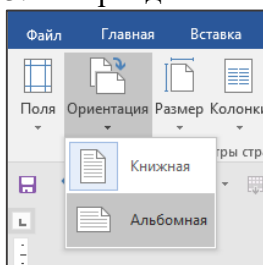 Файл Главная Вставка
Поля Ориентация Размер Колонки
Книжная
Альбомная